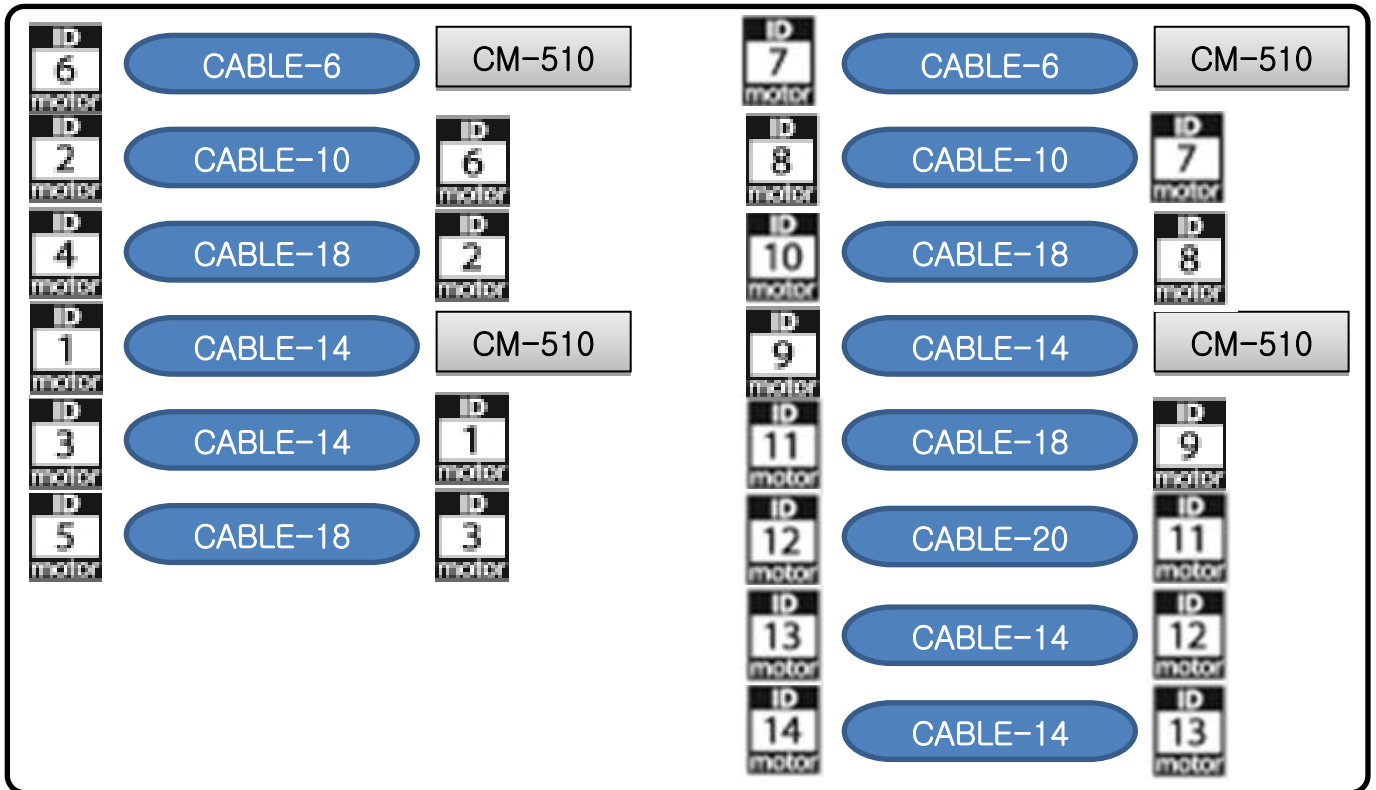 ID 6 motor CABLE-6 CM-510
ID 2 motor CABLE-10 ID 6 motor
ID 4 motor CABLE-18 ID 2 motor
ID 1 motor CABLE-14 CM-510
ID 3 motor CABLE-14 ID 1 motor
ID 5 motor CABLE-18 ID 3 motor
ID 7 motor CABLE-6 CM-510
ID 8 motor CABLE-10 ID 7 motor
ID 10 motor CABLE-18 ID 8 motor
ID 9 motor CABLE-14 CM-510
ID 11 motor CABLE-18 ID 9 motor
ID 12 motor CABLE-20 ID 11 motor
ID 13 motor CABLE-14 ID 12 motor
ID 14 motor CABLE-14 ID 13 motor